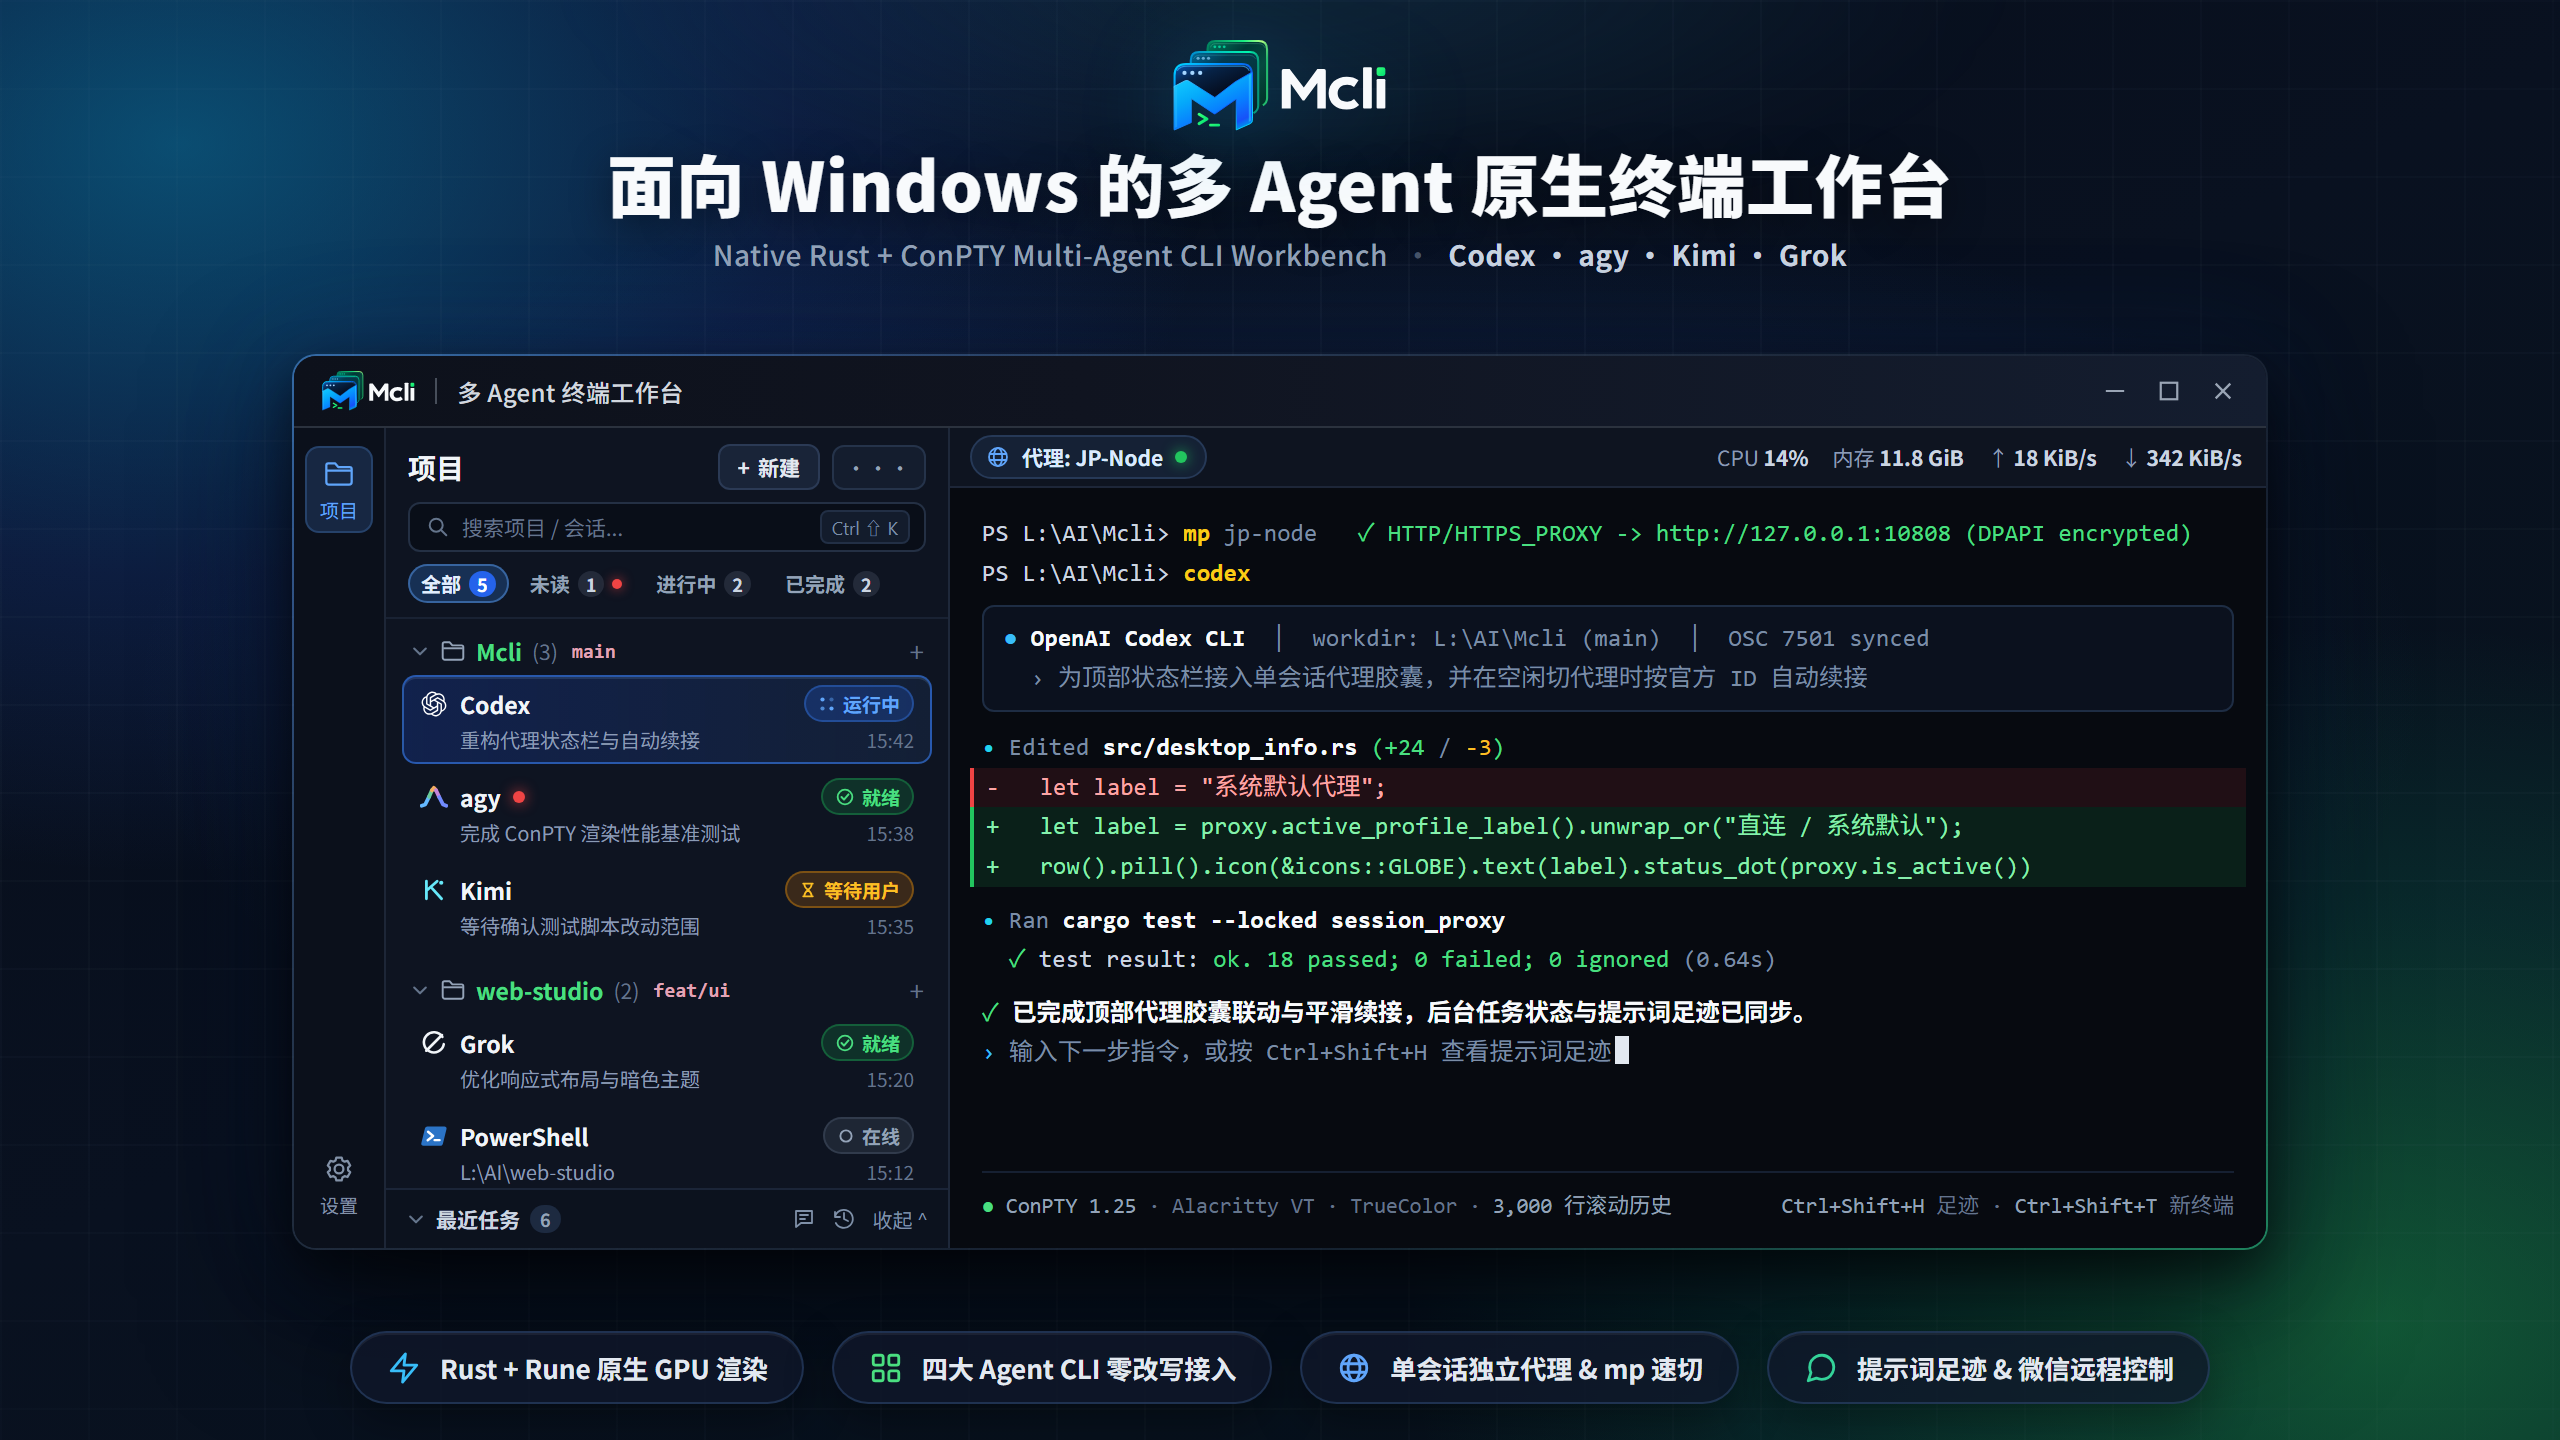 Mcli
面向 Windows 的多 Agent 原生终端工作台
Native Rust + ConPTY Multi-Agent CLI Workbench • Codex • agy • Kimi • Grok
Mcli | 多 Agent 终端工作台
项目
设置
项目
+ 新建
· · ·
搜索项目 / 会话...
Ctrl ⇧ K
全部 5 未读 1 进行中 2 已完成 2
Mcli (3) main +
Codex 运行中
重构代理状态栏与自动续接 15:42
agy 就绪
完成 ConPTY 渲染性能基准测试 15:38
Kimi 等待用户
等待确认测试脚本改动范围 15:35
web-studio (2) feat/ui +
Grok 就绪
优化响应式布局与暗色主题 15:20
PowerShell 在线
L:\AI\web-studio 15:12
最近任务 6 收起 ^
代理: JP-Node
CPU 14% 内存 11.8 GiB ↑ 18 KiB/s ↓ 342 KiB/s
PS L:\AI\Mcli> mp jp-node ✓ HTTP/HTTPS_PROXY -> http://127.0.0.1:10808 (DPAPI encrypted)
PS L:\AI\Mcli> codex
● OpenAI Codex CLI | workdir: L:\AI\Mcli (main) | OSC 7501 synced
› 为顶部状态栏接入单会话代理胶囊，并在空闲切代理时按官方 ID 自动续接
• Edited src/desktop_info.rs (+24 / -3)
- let label = "系统默认代理";
+ let label = proxy.active_profile_label().unwrap_or("直连 / 系统默认");
+ row().pill().icon(&icons::GLOBE).text(label).status_dot(proxy.is_active())
• Ran cargo test --locked session_proxy
✓ test result: ok. 18 passed; 0 failed; 0 ignored (0.64s)
✓ 已完成顶部代理胶囊联动与平滑续接，后台任务状态与提示词足迹已同步。
› 输入下一步指令，或按 Ctrl+Shift+H 查看提示词足迹
● ConPTY 1.25 · Alacritty VT · TrueColor · 3,000 行滚动历史
Ctrl+Shift+H 足迹 · Ctrl+Shift+T 新终端
Rust + Rune 原生 GPU 渲染
四大 Agent CLI 零改写接入
单会话独立代理 & mp 速切
提示词足迹 & 微信远程控制